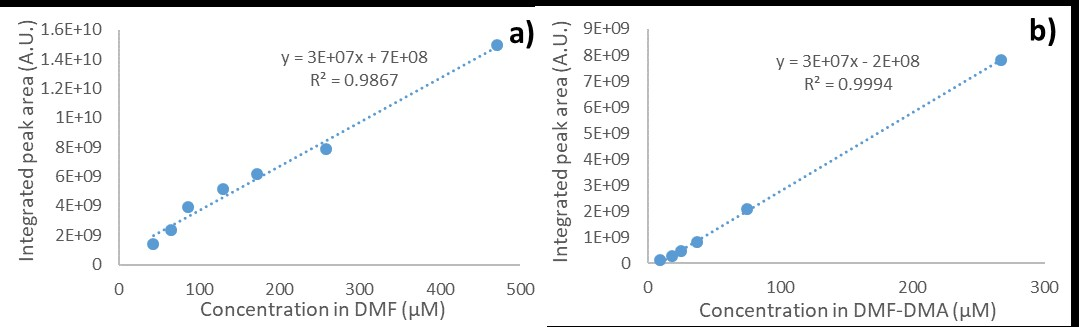 a)
Integrated peak area (A.U.)
1.6E+10
1.4E+10
1.2E+10
1E+10
8E+09
6E+09
4E+09
2E+09
0
y = 3E+07x + 7E+08
R² = 0.9867
0 100 200 300 400 500
Concentration in DMF (µM)
b)
Integrated peak area (A.U.)
9E+09
8E+09
7E+09
6E+09
5E+09
4E+09
3E+09
2E+09
1E+09
0
y = 3E+07x - 2E+08
R² = 0.9994
0 100 200 300
Concentration in DMF-DMA (µM)